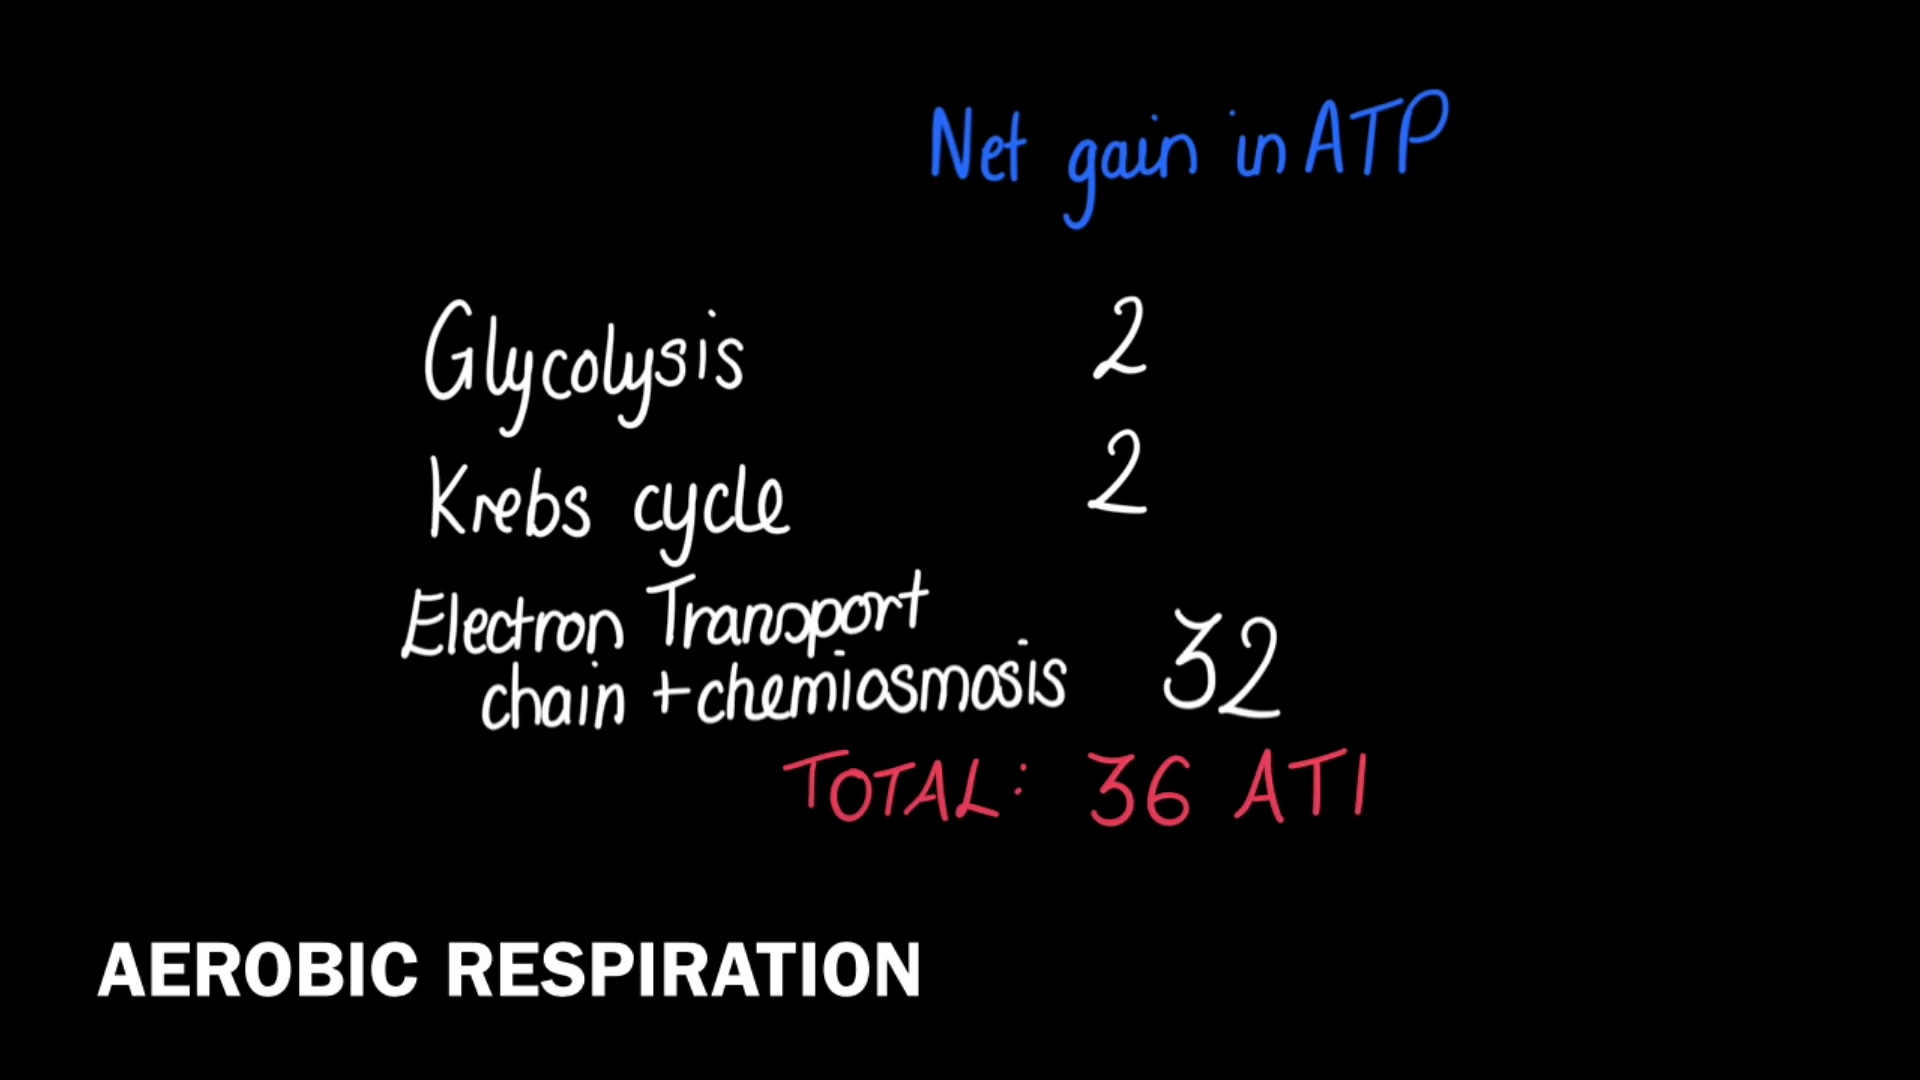 Net gain in ATP
Glycolysis 2
Krebs cycle 2
Electron Transport
chain + chemiosmosis 32
TOTAL: 36 ATI
AEROBIC RESPIRATION